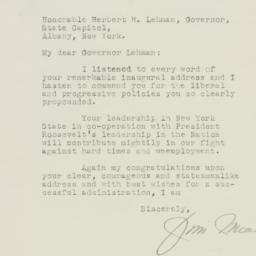 Honorable Herbert H. Lehman, Governor,
State Capitol,
Albany, New York.
My dear Governor Lehman:
I listened to every word of
your remarkable inaugural address and I
hasten to commend you for the liberal
and progressive policies you so clearly
propounded.
Your leadership in New York
State in co-operation with President
Roosevelt's leadership in the Nation
will contribute mightily in our fight
against hard times and unemployment.
Again my congratulations upon
your clear, courageous and statesmanlike
address and with best wishes for a suc-
cessful administration, I am
Sincerely,